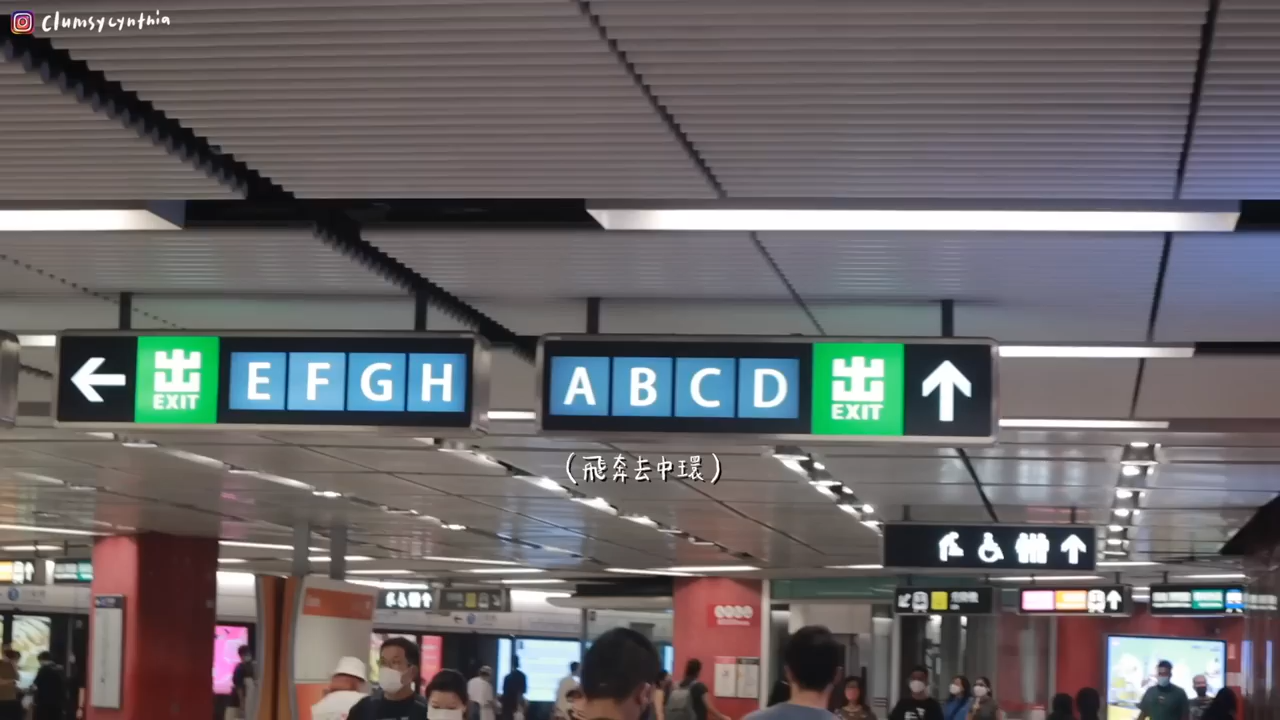 clumsycynthia
出 EXIT E F G H
A B C D 出 EXIT
(飛奔去中環)